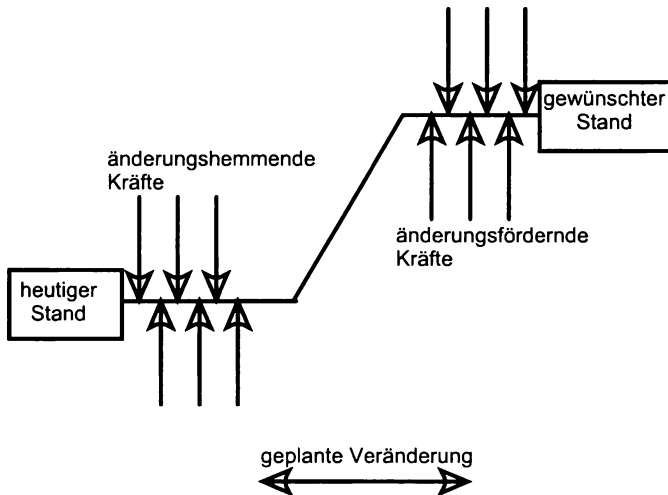 gewünschter
Stand
änderungshemmende
Kräfte
änderungsfördernde
Kräfte
heutiger
Stand
geplante Veränderung